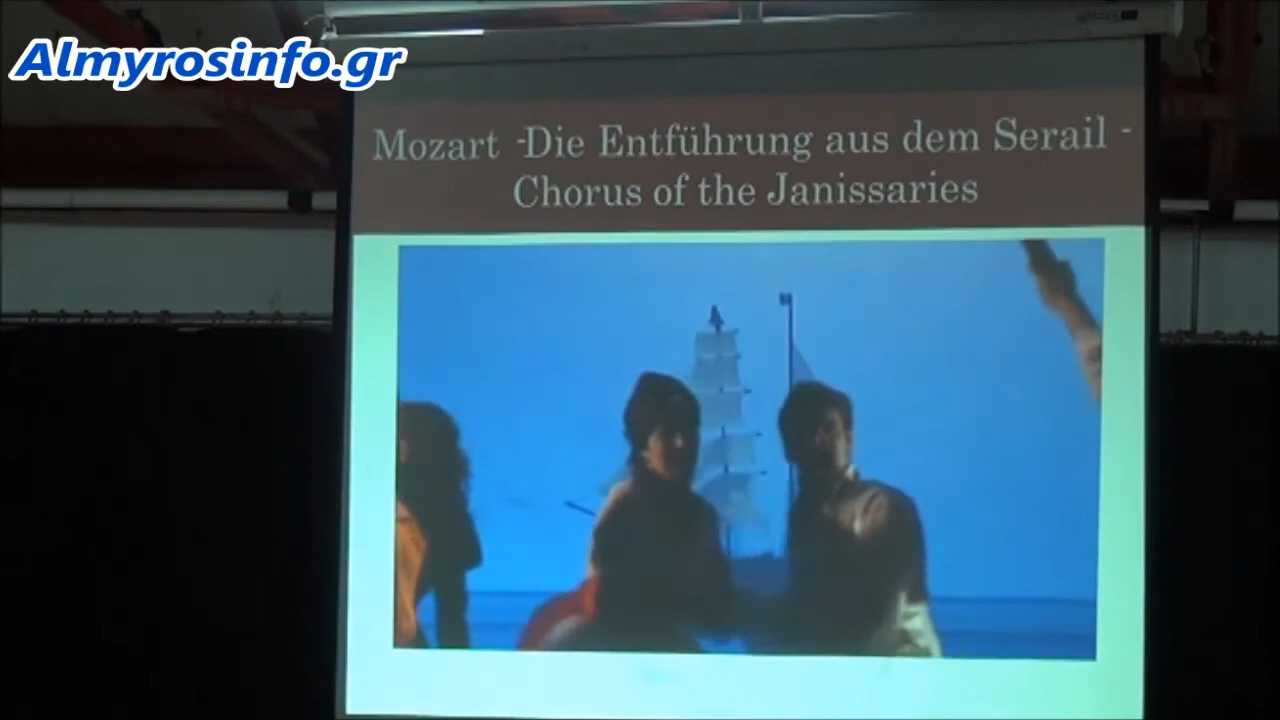 Almyrosinfo.gr
Mozart -Die Entführung aus dem Serail -
Chorus of the Janissaries